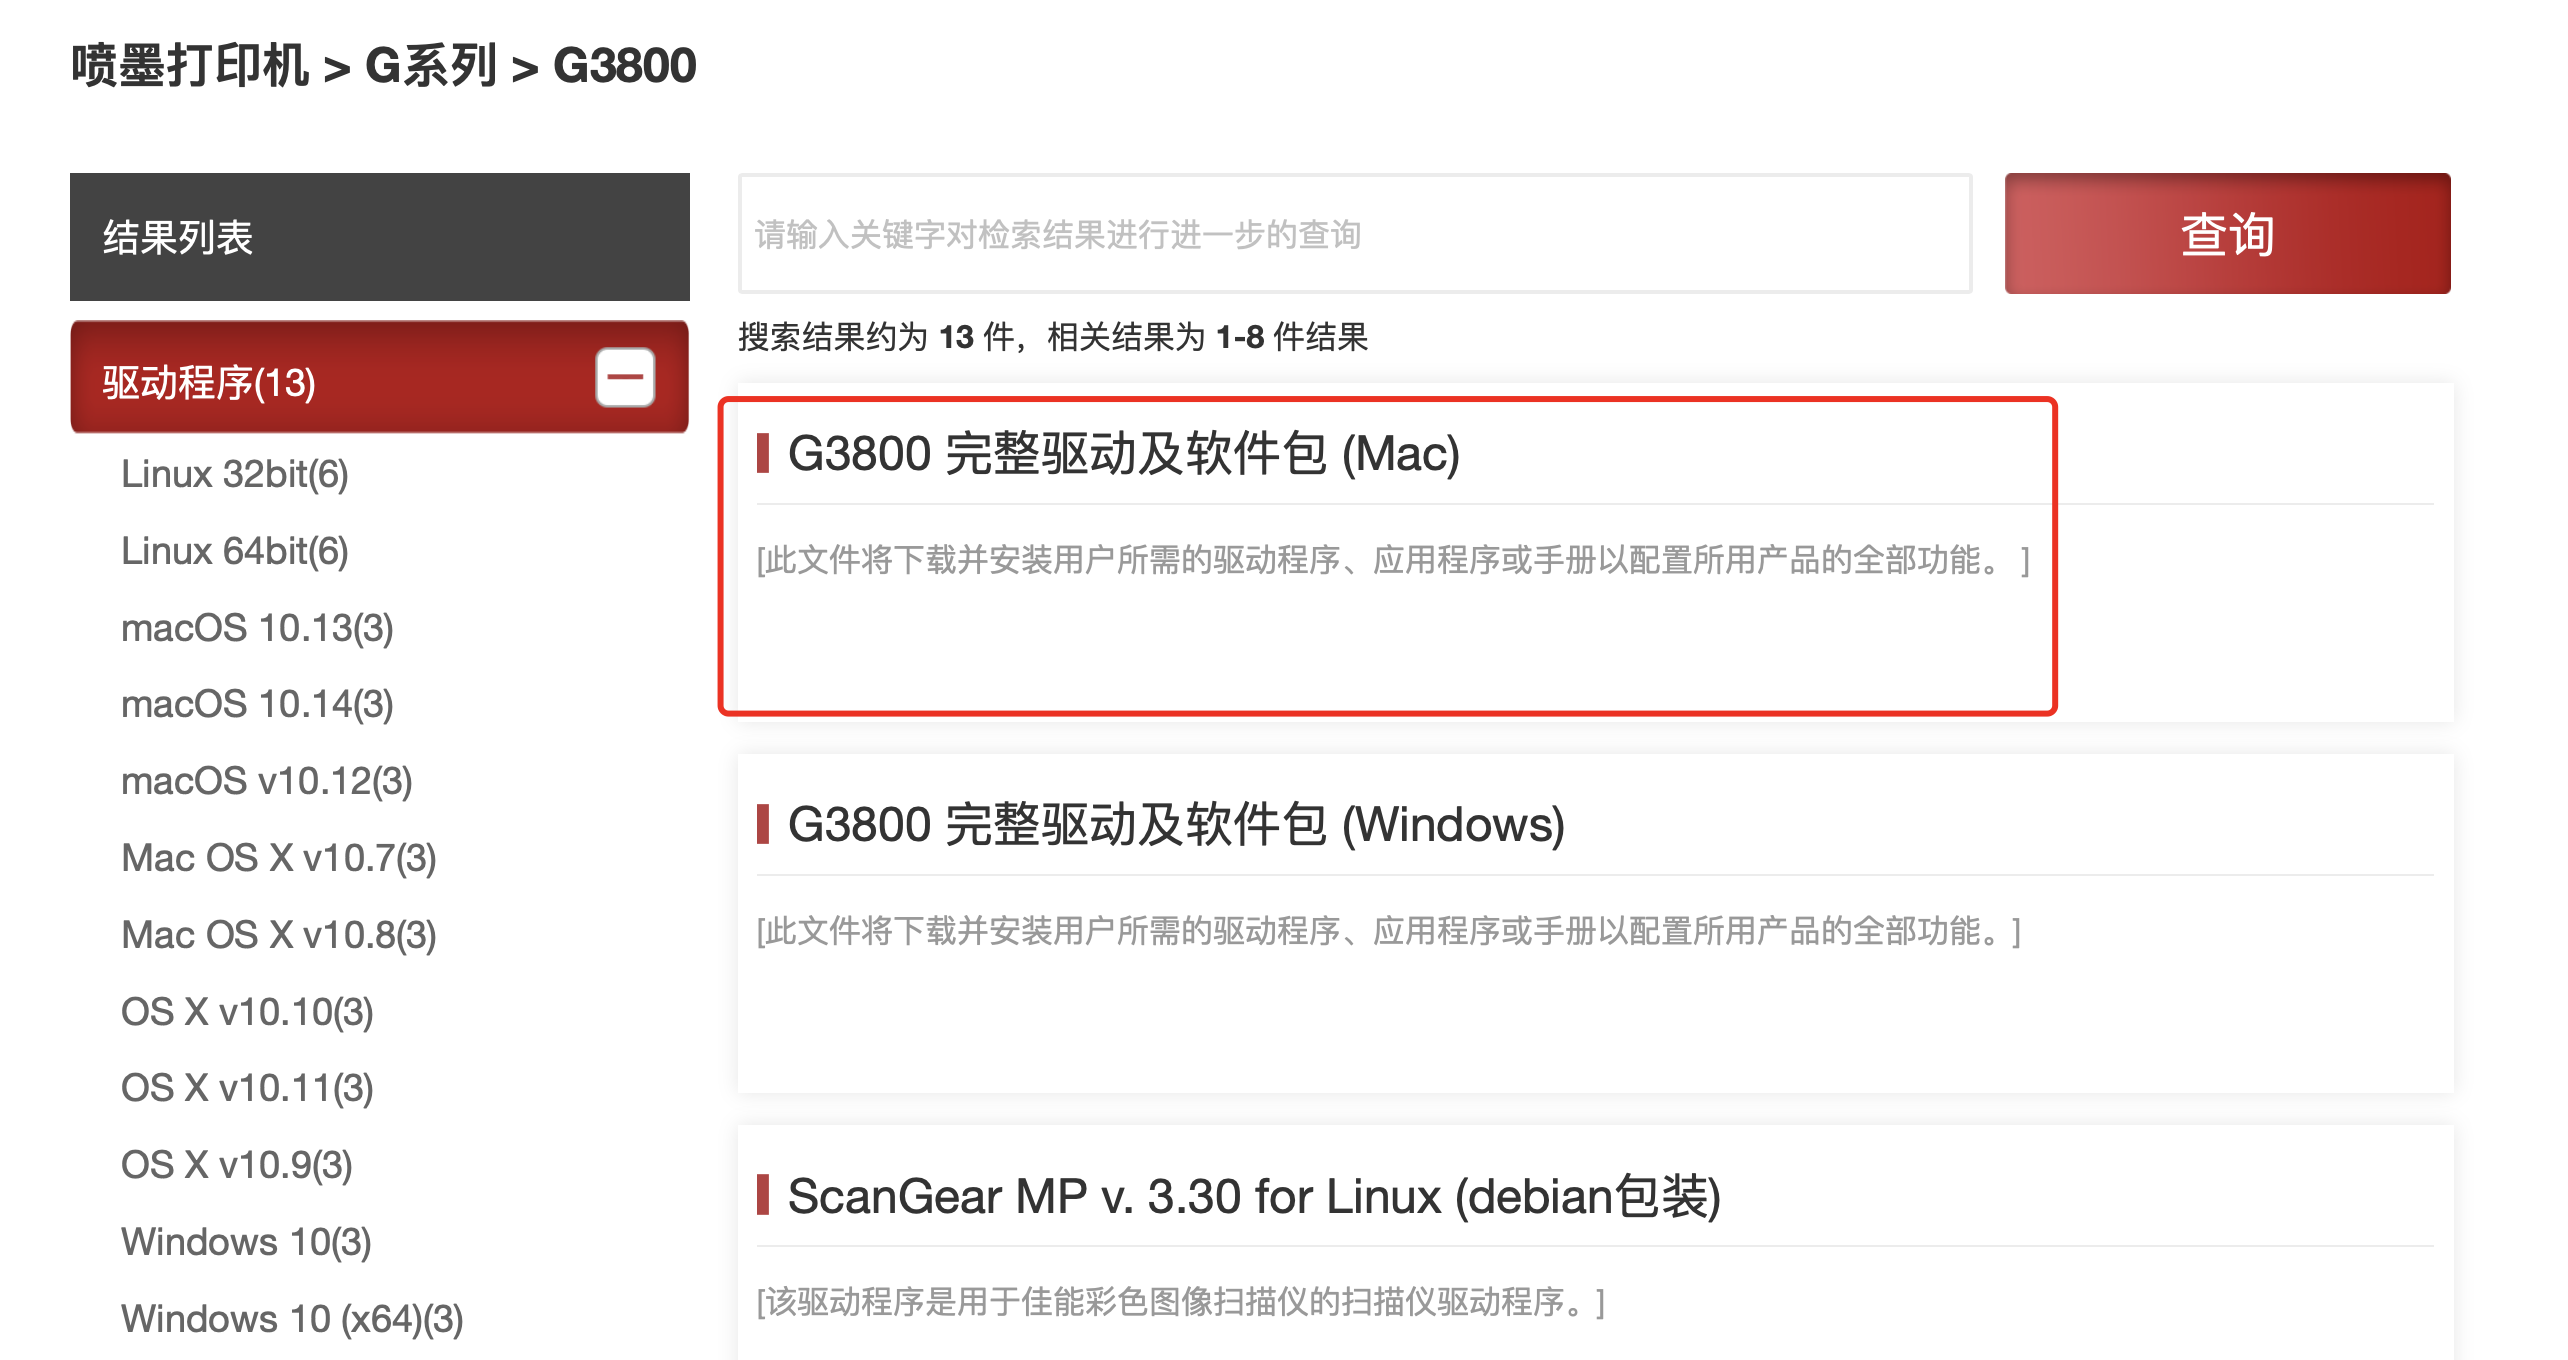 喷墨打印机 > G系列 > G3800
结果列表
驱动程序(13)
Linux 32bit(6)
Linux 64bit(6)
macOS 10.13(3)
macOS 10.14(3)
macOS v10.12(3)
Mac OS X v10.7(3)
Mac OS X v10.8(3)
OS X v10.10(3)
OS X v10.11(3)
OS X v10.9(3)
Windows 10(3)
Windows 10 (x64)(3)
请输入关键字对检索结果进行进一步的查询
查询
搜索结果约为 13 件，相关结果为 1-8 件结果
G3800 完整驱动及软件包 (Mac)
[此文件将下载并安装用户所需的驱动程序、应用程序或手册以配置所用产品的全部功能。 ]
G3800 完整驱动及软件包 (Windows)
[此文件将下载并安装用户所需的驱动程序、应用程序或手册以配置所用产品的全部功能。]
ScanGear MP v. 3.30 for Linux (debian包装)
[该驱动程序是用于佳能彩色图像扫描仪的扫描仪驱动程序。]